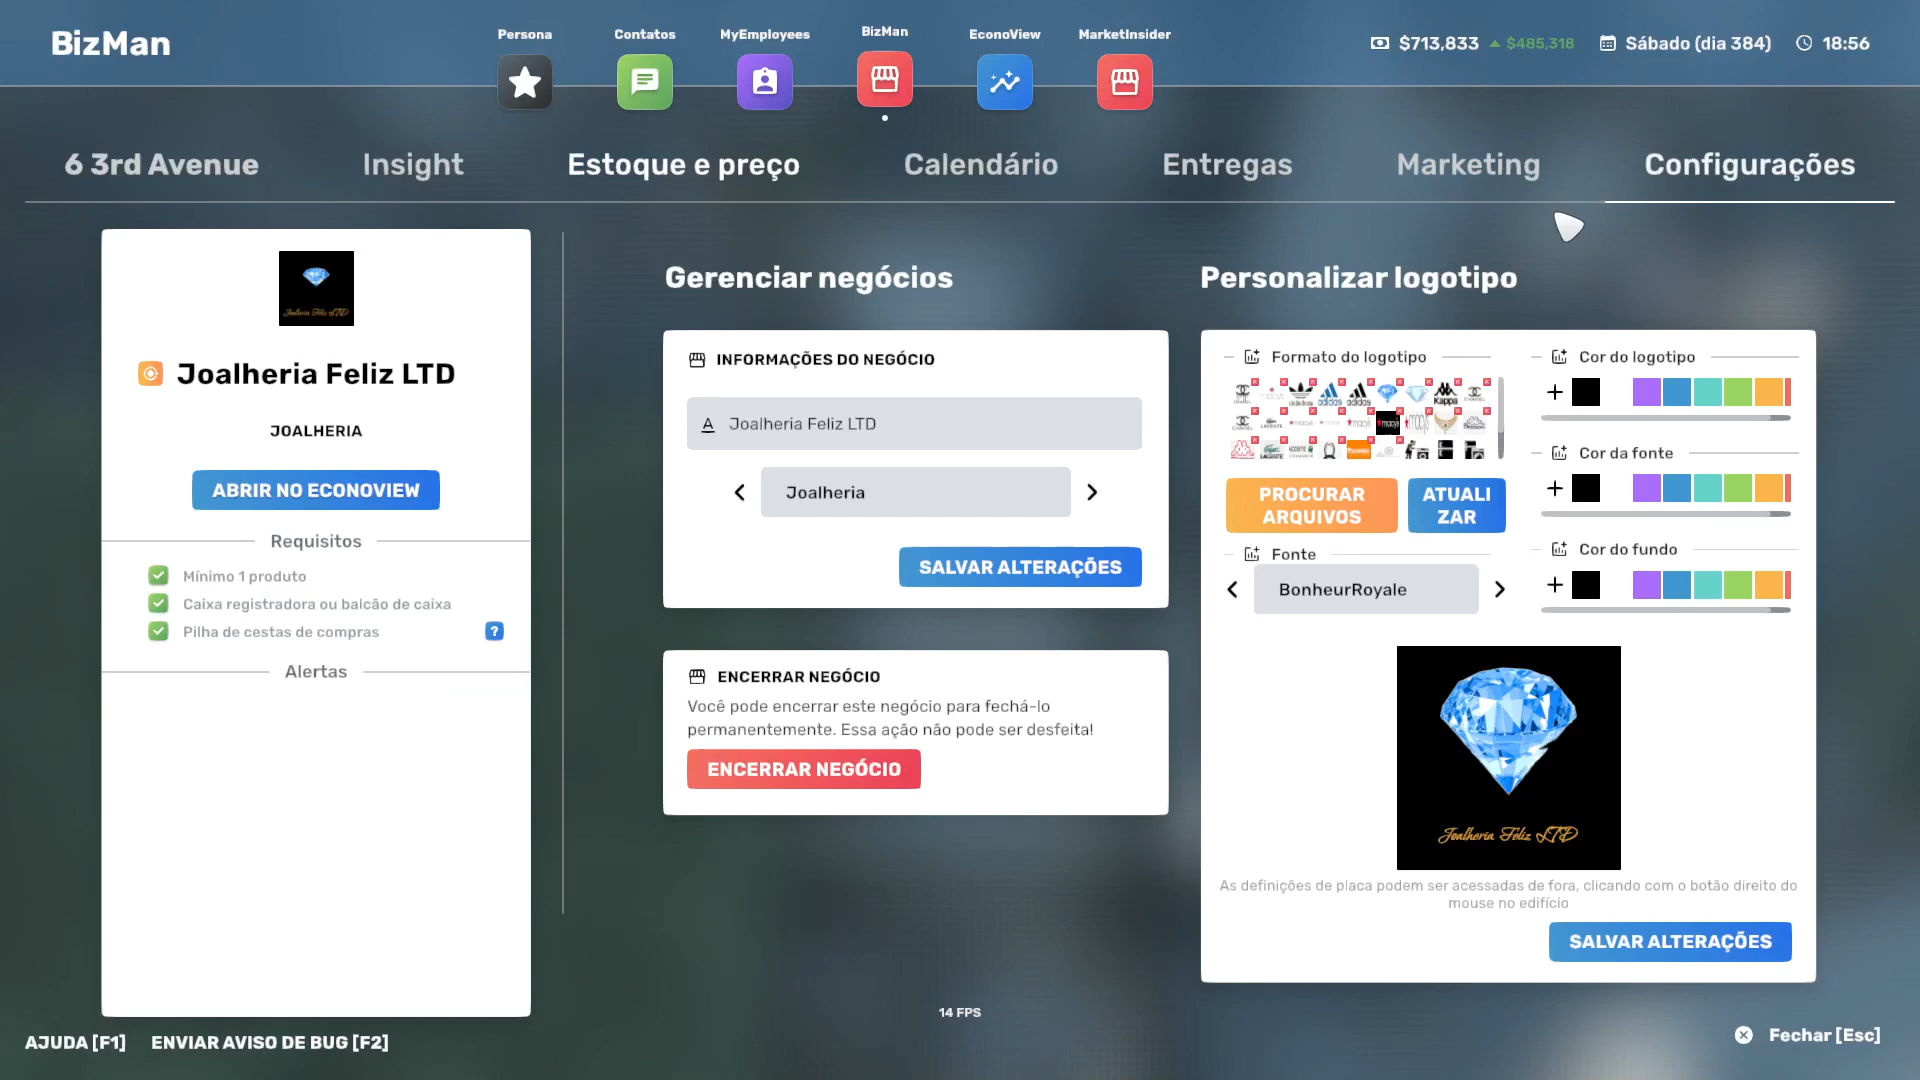 BizMan
Persona
Contatos
MyEmployees
BizMan
EconoView
MarketInsider
$713,833
$485,318
Sábado (dia 384)
18:56
6 3rd Avenue
Insight
Estoque e preço
Calendário
Entregas
Marketing
Configurações
Joalheria Feliz LTD
Joalheria Feliz LTD
JOALHERIA
ABRIR NO ECONOVIEW
Requisitos
Mínimo 1 produto
Caixa registradora ou balcão de caixa
Pilha de cestas de compras
?
Alertas
Gerenciar negócios
INFORMAÇÕES DO NEGÓCIO
Joalheria Feliz LTD
Joalheria
SALVAR ALTERAÇÕES
ENCERRAR NEGÓCIO
Você pode encerrar este negócio para fechá-lo
permanentemente. Essa ação não pode ser desfeita!
ENCERRAR NEGÓCIO
Personalizar logotipo
Formato do logotipo
adidas
adidas
Kappa
PROCURAR
ARQUIVOS
ATUALI
ZAR
Fonte
BonheurRoyale
Cor do logotipo
Cor da fonte
Cor do fundo
Joalheria Feliz LTD
As definições de placa podem ser acessadas de fora, clicando com o botão direito do
mouse no edifício
SALVAR ALTERAÇÕES
14 FPS
AJUDA [F1]
ENVIAR AVISO DE BUG [F2]
Fechar [Esc]